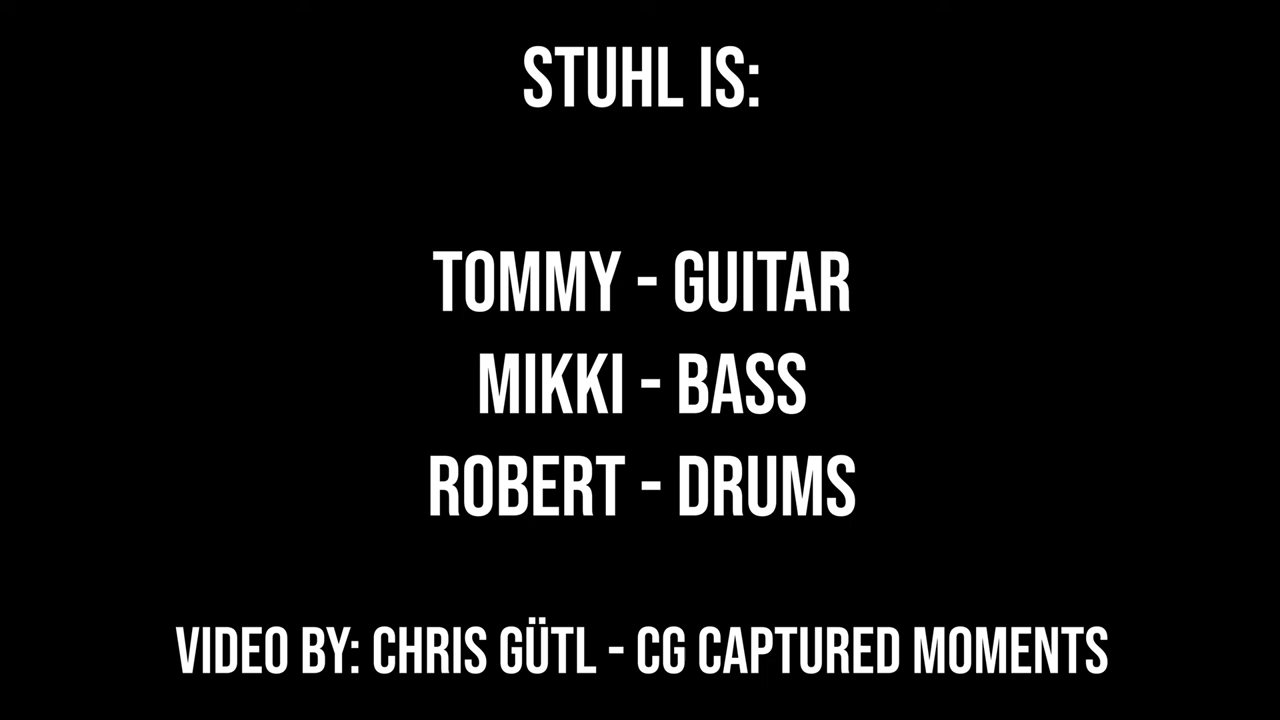 STUHL IS:
TOMMY - GUITAR
MIKKI - BASS
ROBERT - DRUMS
VIDEO BY: CHRIS GÜTL - CG CAPTURED MOMENTS